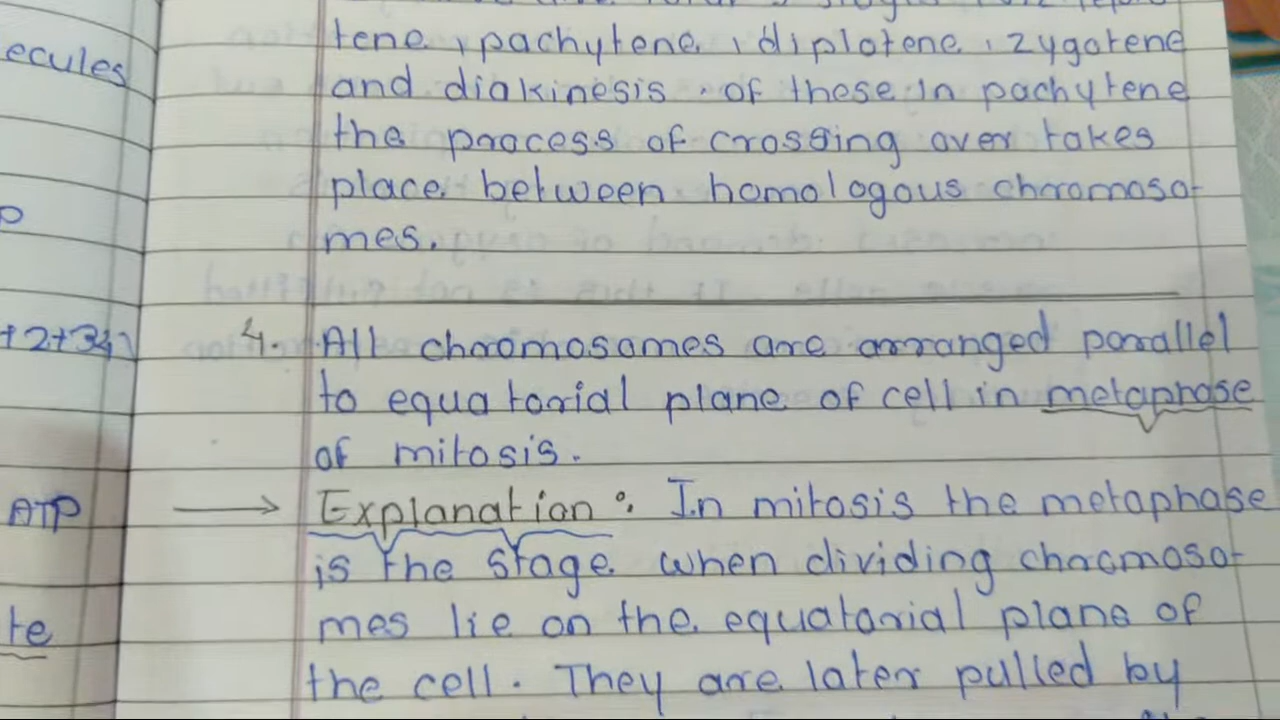 ecules
tene, pachytene, diplotene, zygotene
and diakinesis. of these in pachytene
the process of crossing over takes
place between homologous chromoso-
mes.
+2+34)
4. All chromosomes are arranged parallel
to equatorial plane of cell in metaphase
of mitosis.
ATP
→ Explanation : In mitosis the metaphase
is the stage when dividing chromoso-
te
mes lie on the equatorial plane of
the cell. They are later pulled by